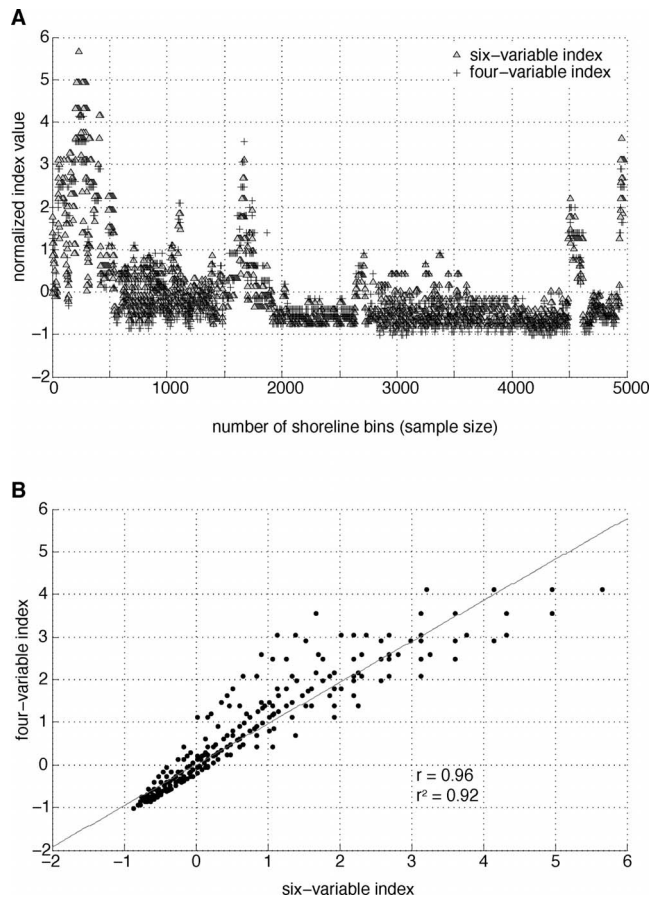 A
6
5
4
3
2
1
0
−1
−2
normalized index value
six−variable index
four−variable index
0 1000 2000 3000 4000 5000
number of shoreline bins (sample size)
B
6
5
4
3
2
1
0
−1
−2
four−variable index
r = 0.96
r² = 0.92
−2 −1 0 1 2 3 4 5 6
six−variable index